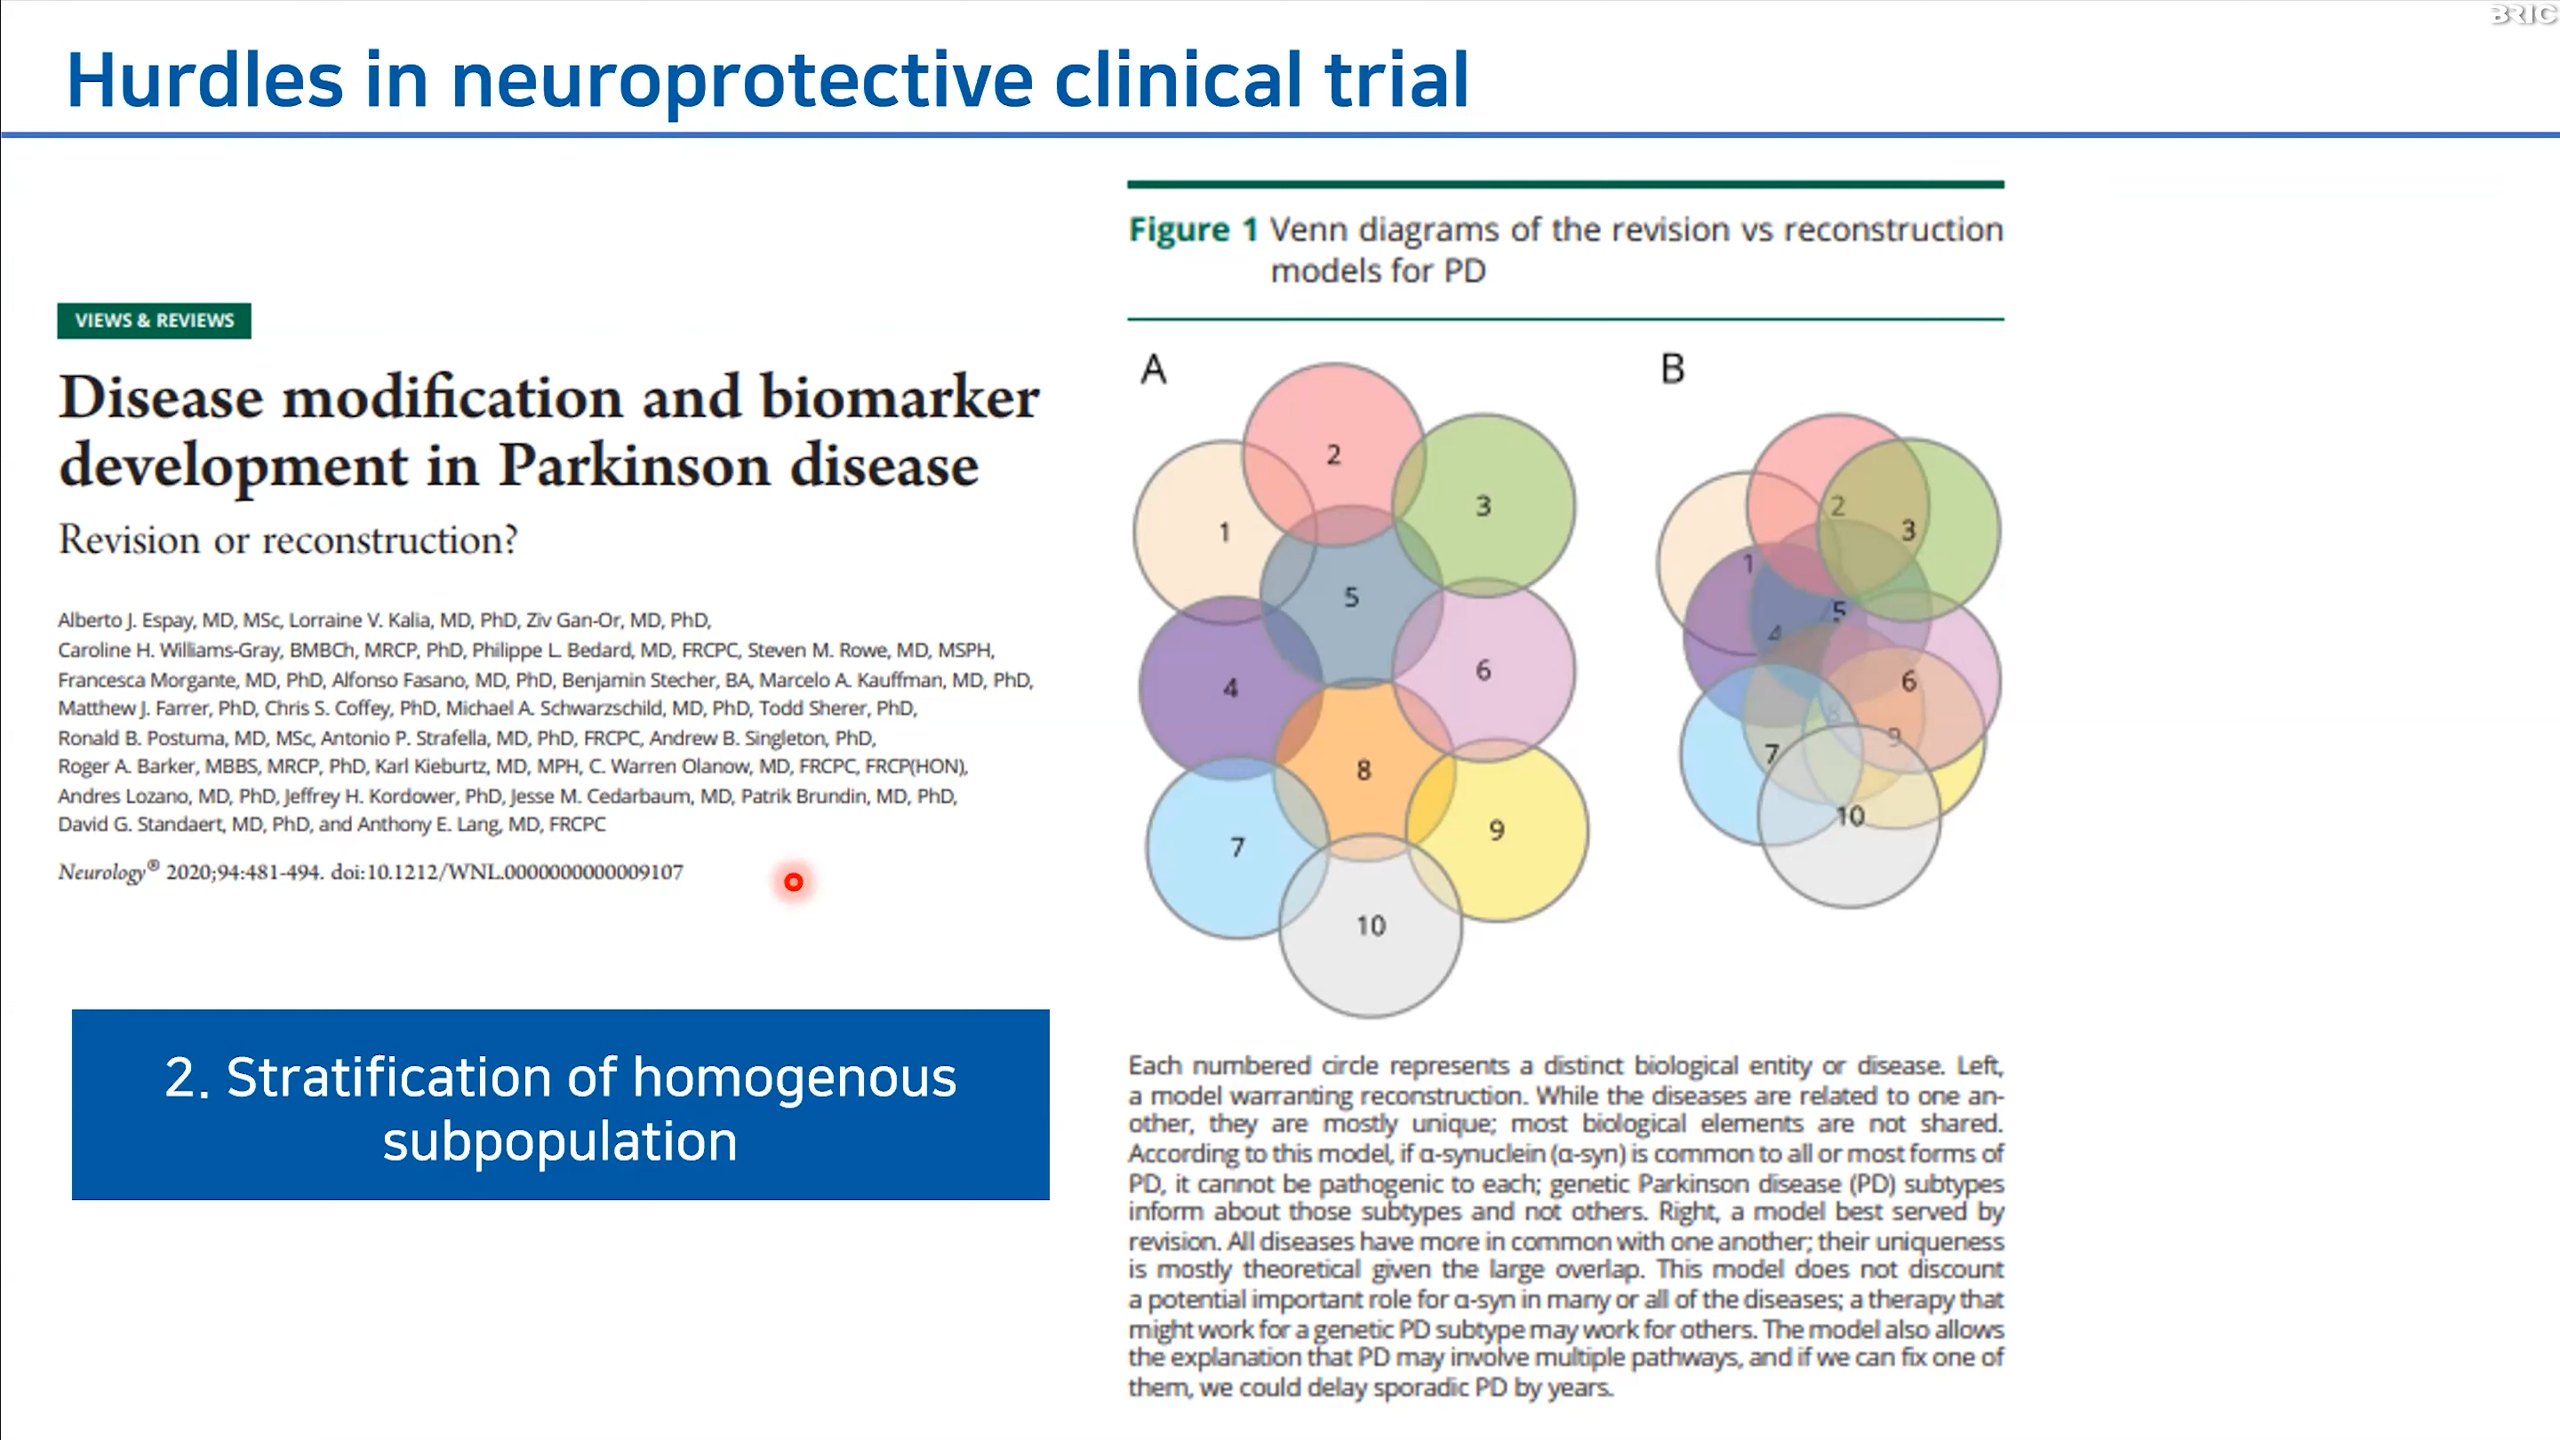 BRIC
Hurdles in neuroprotective clinical trial
VIEWS & REVIEWS
Disease modification and biomarker
development in Parkinson disease
Revision or reconstruction?
Alberto J. Espay, MD, MSc, Lorraine V. Kalia, MD, PhD, Ziv Gan-Or, MD, PhD,
Caroline H. Williams-Gray, BMBCh, MRCP, PhD, Philippe L. Bedard, MD, FRCPC, Steven M. Rowe, MD, MSPH,
Francesca Morgante, MD, PhD, Alfonso Fasano, MD, PhD, Benjamin Stecher, BA, Marcelo A. Kauffman, MD, PhD,
Matthew J. Farrer, PhD, Chris S. Coffey, PhD, Michael A. Schwarzschild, MD, PhD, Todd Sherer, PhD,
Ronald B. Postuma, MD, MSc, Antonio P. Strafella, MD, PhD, FRCPC, Andrew B. Singleton, PhD,
Roger A. Barker, MBBS, MRCP, PhD, Karl Kieburtz, MD, MPH, C. Warren Olanow, MD, FRCPC, FRCP(HON),
Andres Lozano, MD, PhD, Jeffrey H. Kordower, PhD, Jesse M. Cedarbaum, MD, Patrik Brundin, MD, PhD,
David G. Standaert, MD, PhD, and Anthony E. Lang, MD, FRCPC
Neurology® 2020;94:481-494. doi:10.1212/WNL.0000000000009107
2. Stratification of homogenous
subpopulation
Figure 1 Venn diagrams of the revision vs reconstruction
models for PD
A
2
3
1
5
6
4
8
9
7
10
B
2
3
1
5
4
6
8
9
7
10
Each numbered circle represents a distinct biological entity or disease. Left,
a model warranting reconstruction. While the diseases are related to one an-
other, they are mostly unique; most biological elements are not shared.
According to this model, if α-synuclein (α-syn) is common to all or most forms of
PD, it cannot be pathogenic to each; genetic Parkinson disease (PD) subtypes
inform about those subtypes and not others. Right, a model best served by
revision. All diseases have more in common with one another; their uniqueness
is mostly theoretical given the large overlap. This model does not discount
a potential important role for α-syn in many or all of the diseases; a therapy that
might work for a genetic PD subtype may work for others. The model also allows
the explanation that PD may involve multiple pathways, and if we can fix one of
them, we could delay sporadic PD by years.